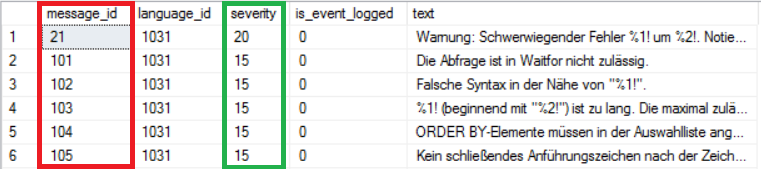 message_id language_id severity is_event_logged text
1 21 1031 20 0 Warnung: Schwerwiegender Fehler %1! um %2!. Notie...
2 101 1031 15 0 Die Abfrage ist in Waitfor nicht zulässig.
3 102 1031 15 0 Falsche Syntax in der Nähe von "%1!".
4 103 1031 15 0 %1! (beginnend mit "%2!") ist zu lang. Die maximal zulä...
5 104 1031 15 0 ORDER BY-Elemente müssen in der Auswahlliste ang...
6 105 1031 15 0 Kein schließendes Anführungszeichen nach der Zeich...